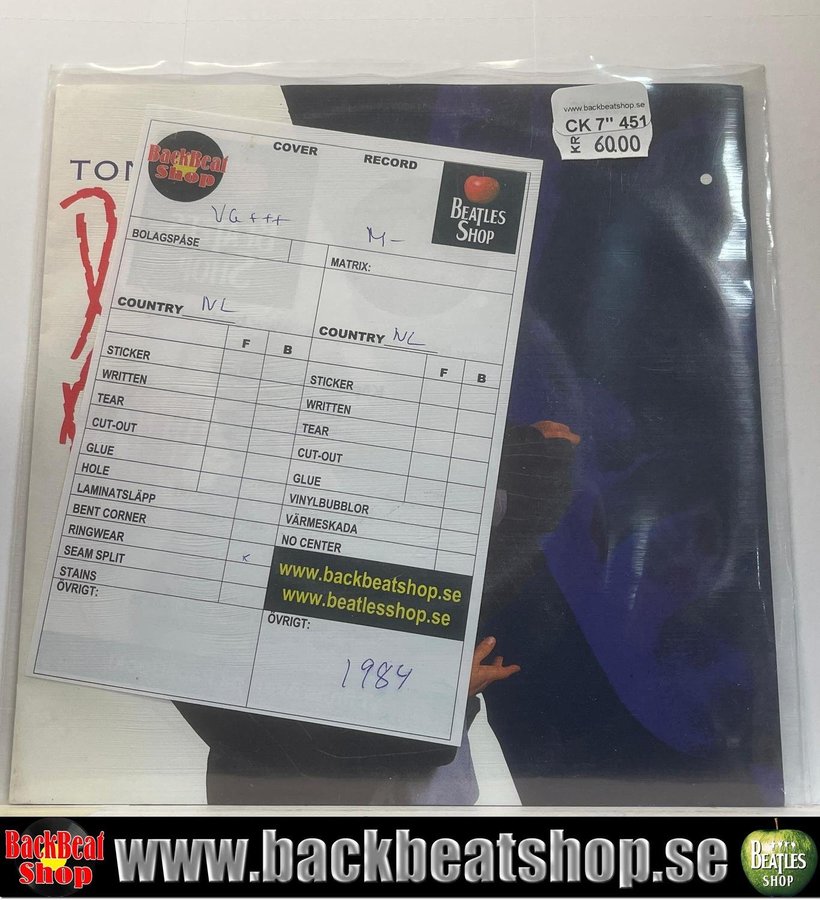 www.backbeatshop.se
CK 7" 451
KR 60.00
TON
BackBeat
Shop
COVER
RECORD
BEATLES
SHOP
VG+++
M-
BOLAGSPÅSE
MATRIX:
COUNTRY NL
COUNTRY NL
F B
F B
STICKER
WRITTEN
TEAR
CUT-OUT
GLUE
HOLE
LAMINATSLÄPP
BENT CORNER
RINGWEAR
SEAM SPLIT x
STAINS
ÖVRIGT:
STICKER
WRITTEN
TEAR
CUT-OUT
GLUE
VINYLBUBBLOR
VÄRMESKADA
NO CENTER
www.backbeatshop.se
www.beatlesshop.se
ÖVRIGT:
1984
BackBeat
Shop
www.backbeatshop.se
BEATLES
SHOP